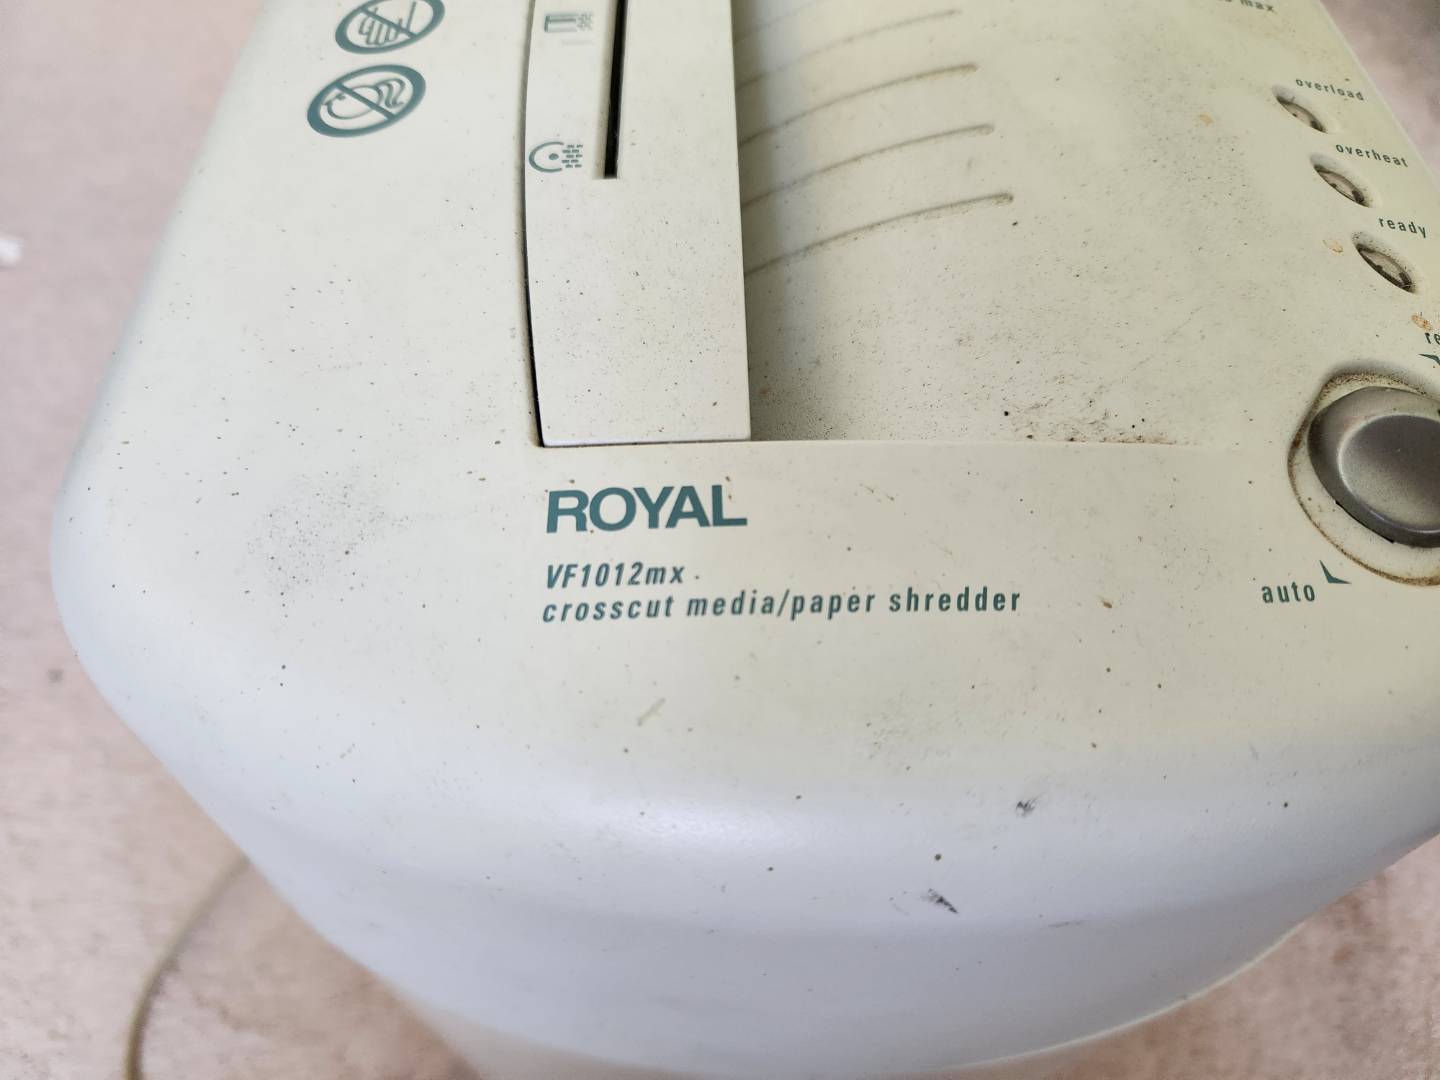 max
overload
overheat
ready
ROYAL
VF1012mx
crosscut media/paper shredder
auto